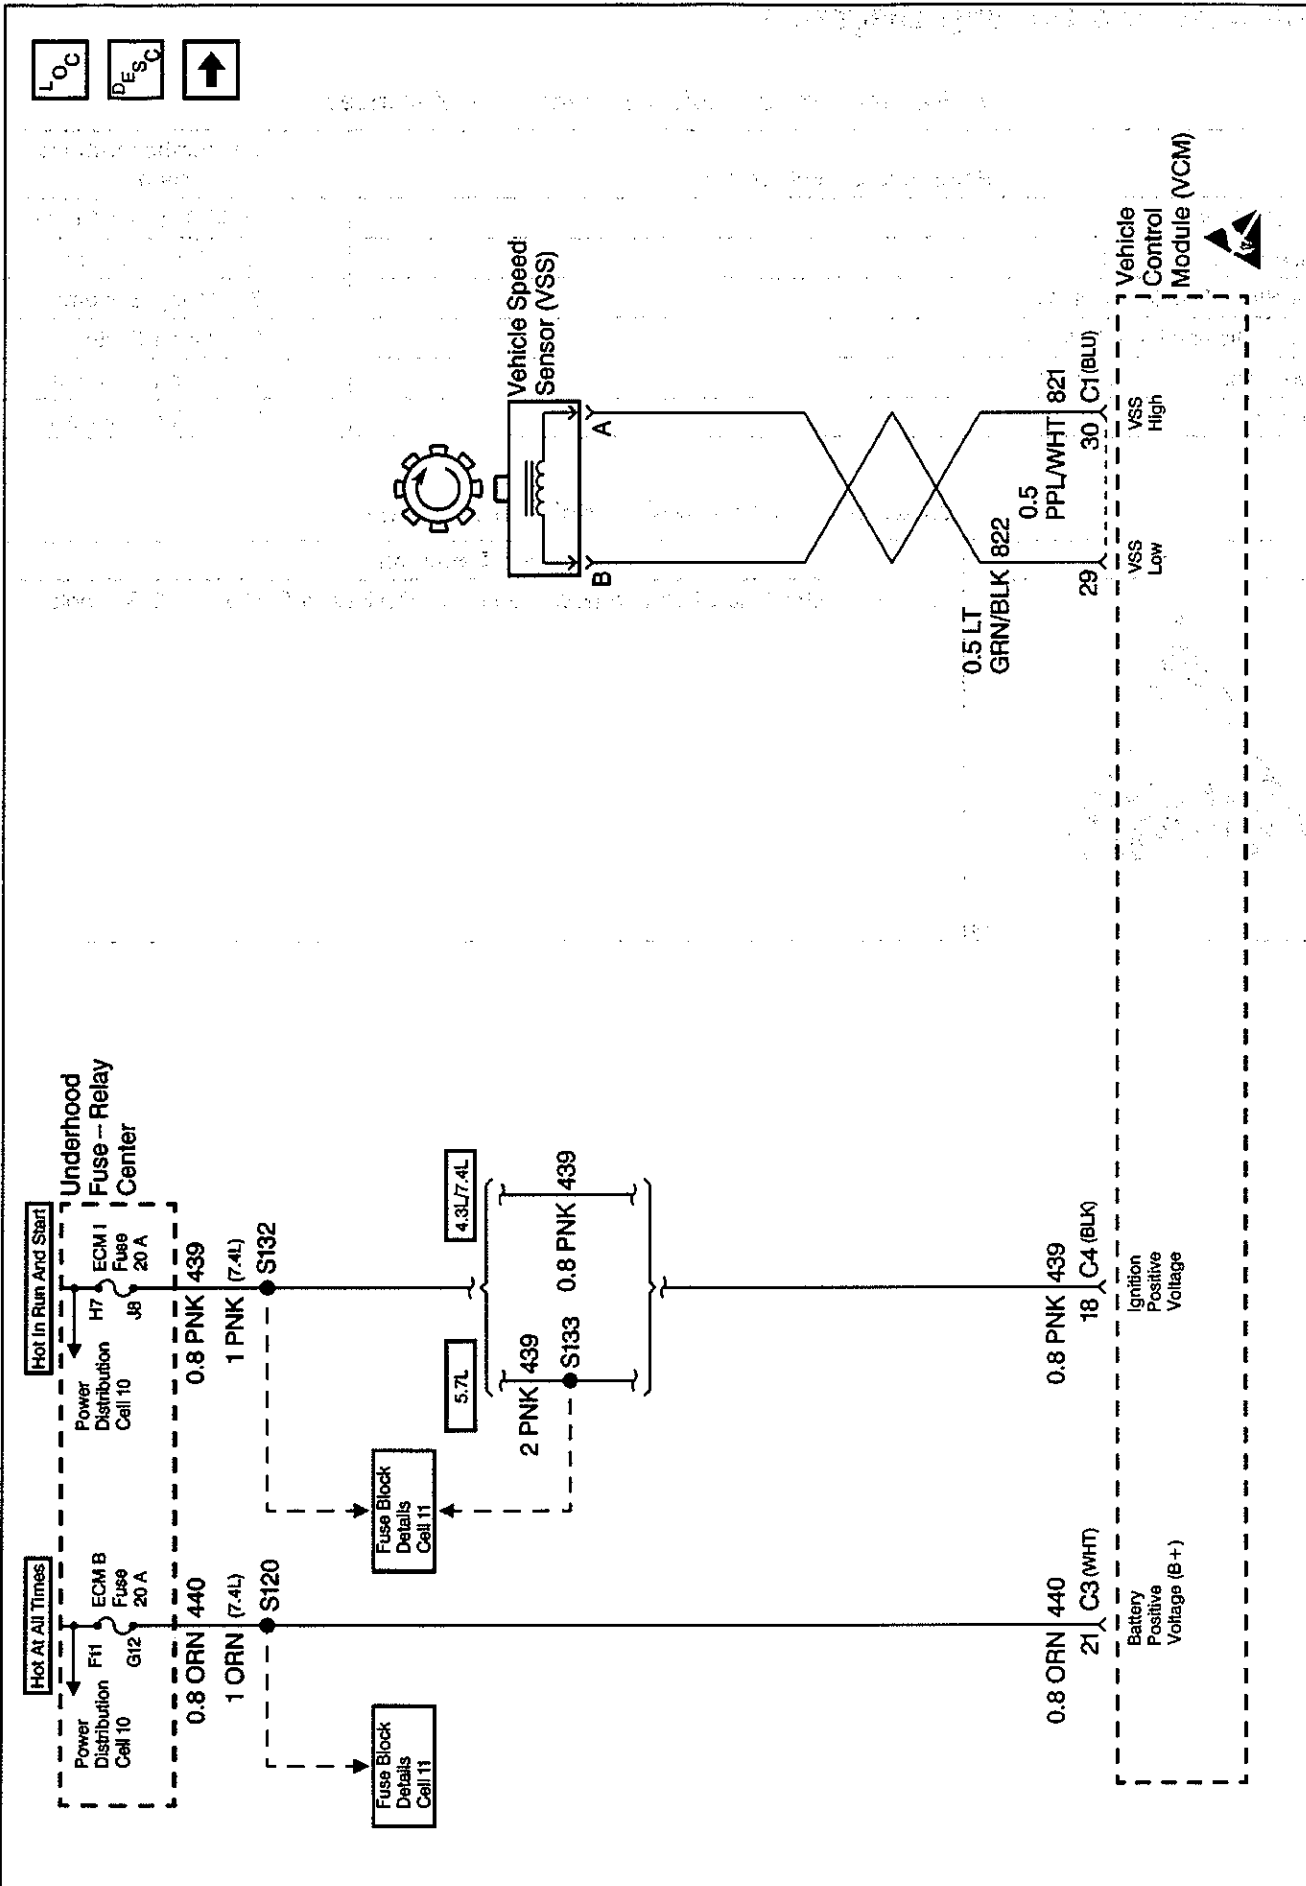 Hot At All Times
Hot In Run And Start
Underhood
Fuse – Relay
Center
Power
Distribution
Cell 10
F11
ECM B
Fuse
20 A
G12
Power
Distribution
Cell 10
H7
ECM I
Fuse
20 A
J8
0.8 ORN 440
1 ORN (7.4L)
S120
0.8 PNK 439
1 PNK (7.4L)
S132
Fuse Block
Details
Cell 11
Fuse Block
Details
Cell 11
5.7L
4.3L/7.4L
2 PNK 439
S133
0.8 PNK 439
Vehicle Speed
Sensor (VSS)
B
A
0.5 LT
GRN/BLK 822
0.5
PPL/WHT 821
0.8 ORN 440
21 C3 (WHT)
0.8 PNK 439
18 C4 (BLK)
29
30 C1 (BLU)
Battery
Positive
Voltage (B+)
Ignition
Positive
Voltage
VSS
Low
VSS
High
Vehicle
Control
Module (VCM)
LOC
DESC